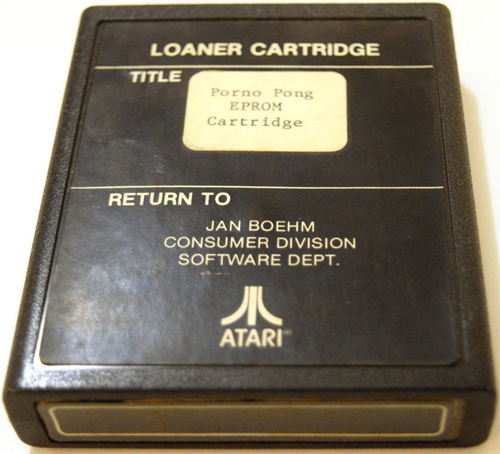 LOANER CARTRIDGE
TITLE
Porno Pong
EPROM
Cartridge
RETURN TO
JAN BOEHM
CONSUMER DIVISION
SOFTWARE DEPT.
ATARI®